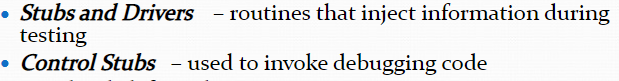 • Stubs and Drivers – routines that inject information during
testing
• Control Stubs – used to invoke debugging code